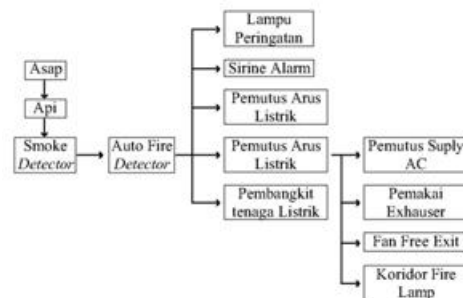 Asap
Api
Smoke
Detector
Auto Fire
Detector
Lampu
Peringatan
Sirine Alarm
Pemutus Arus
Listrik
Pemutus Arus
Listrik
Pembangkit
tenaga Listrik
Pemutus Suply
AC
Pemakai
Exhauser
Fan Free Exit
Koridor Fire
Lamp